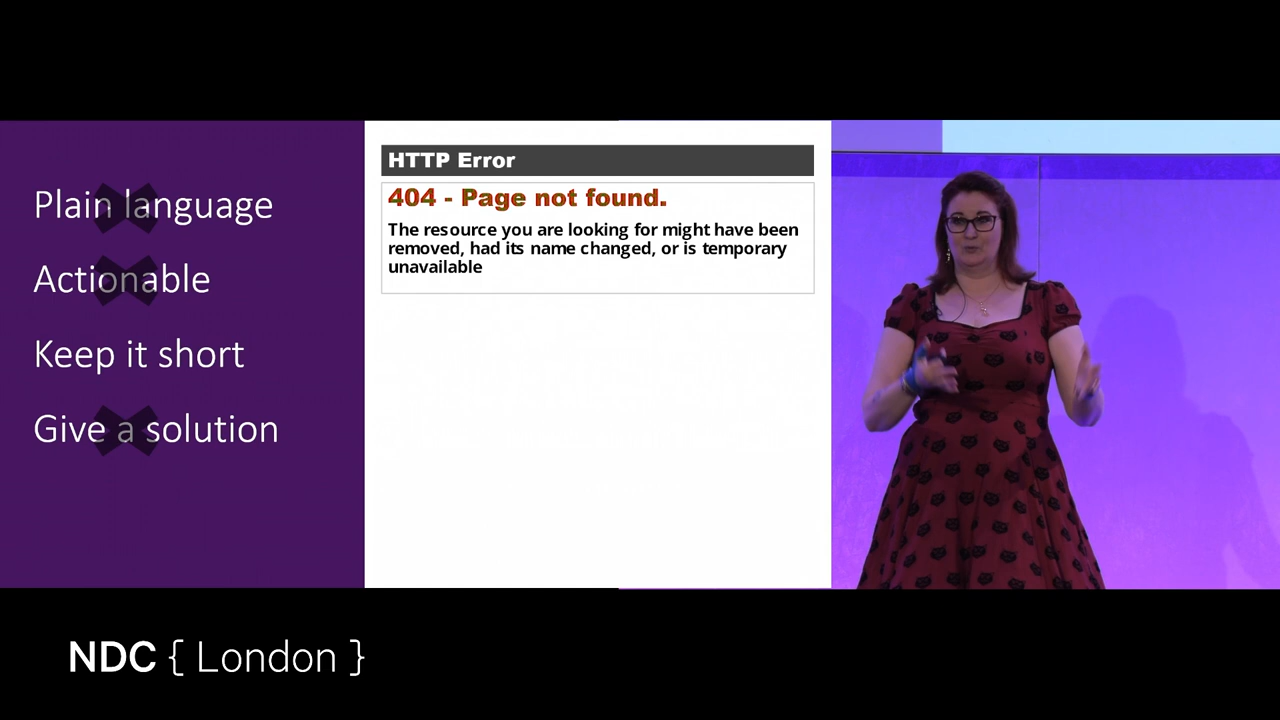 Plain language
Actionable
Keep it short
Give a solution
HTTP Error
404 - Page not found.
The resource you are looking for might have been
removed, had its name changed, or is temporary
unavailable
NDC { London }